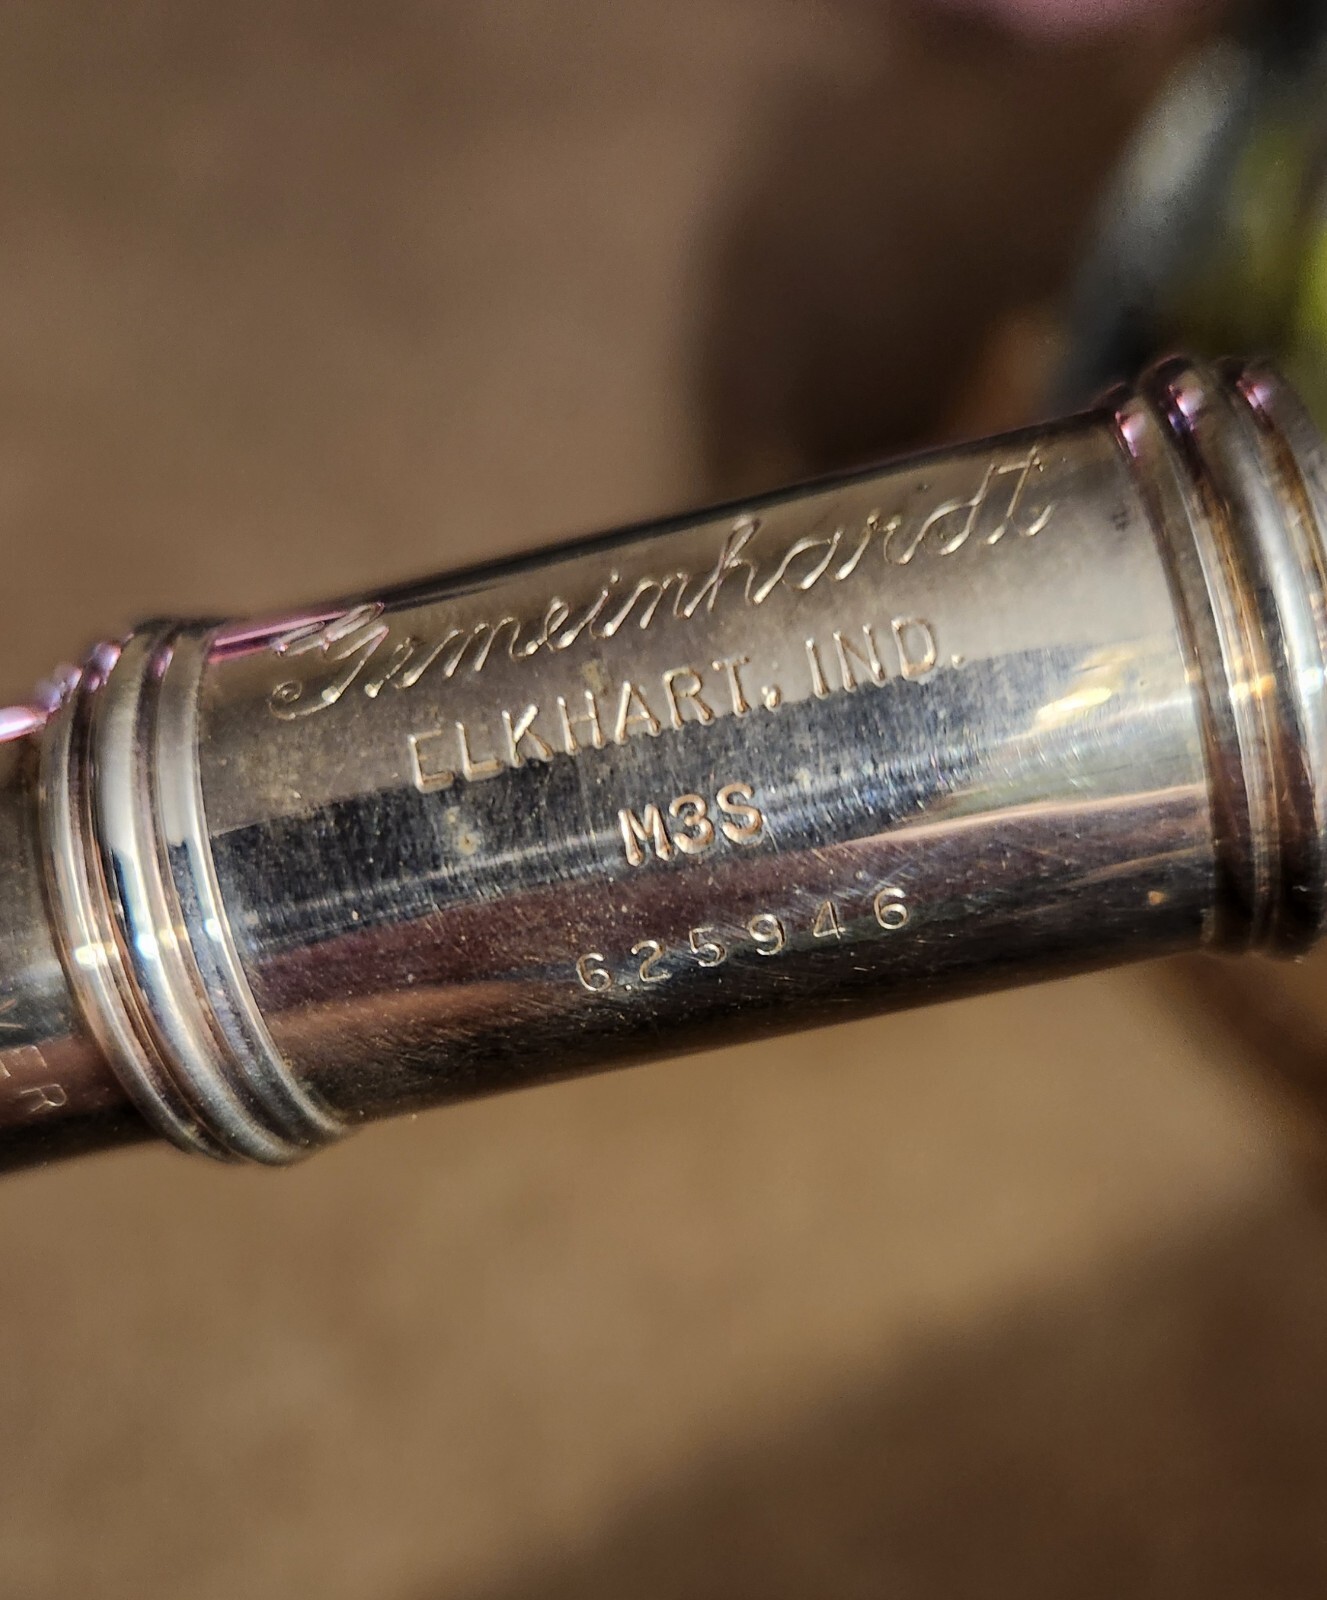 Gemeinhardt
ELKHART, IND.
M3S
625946